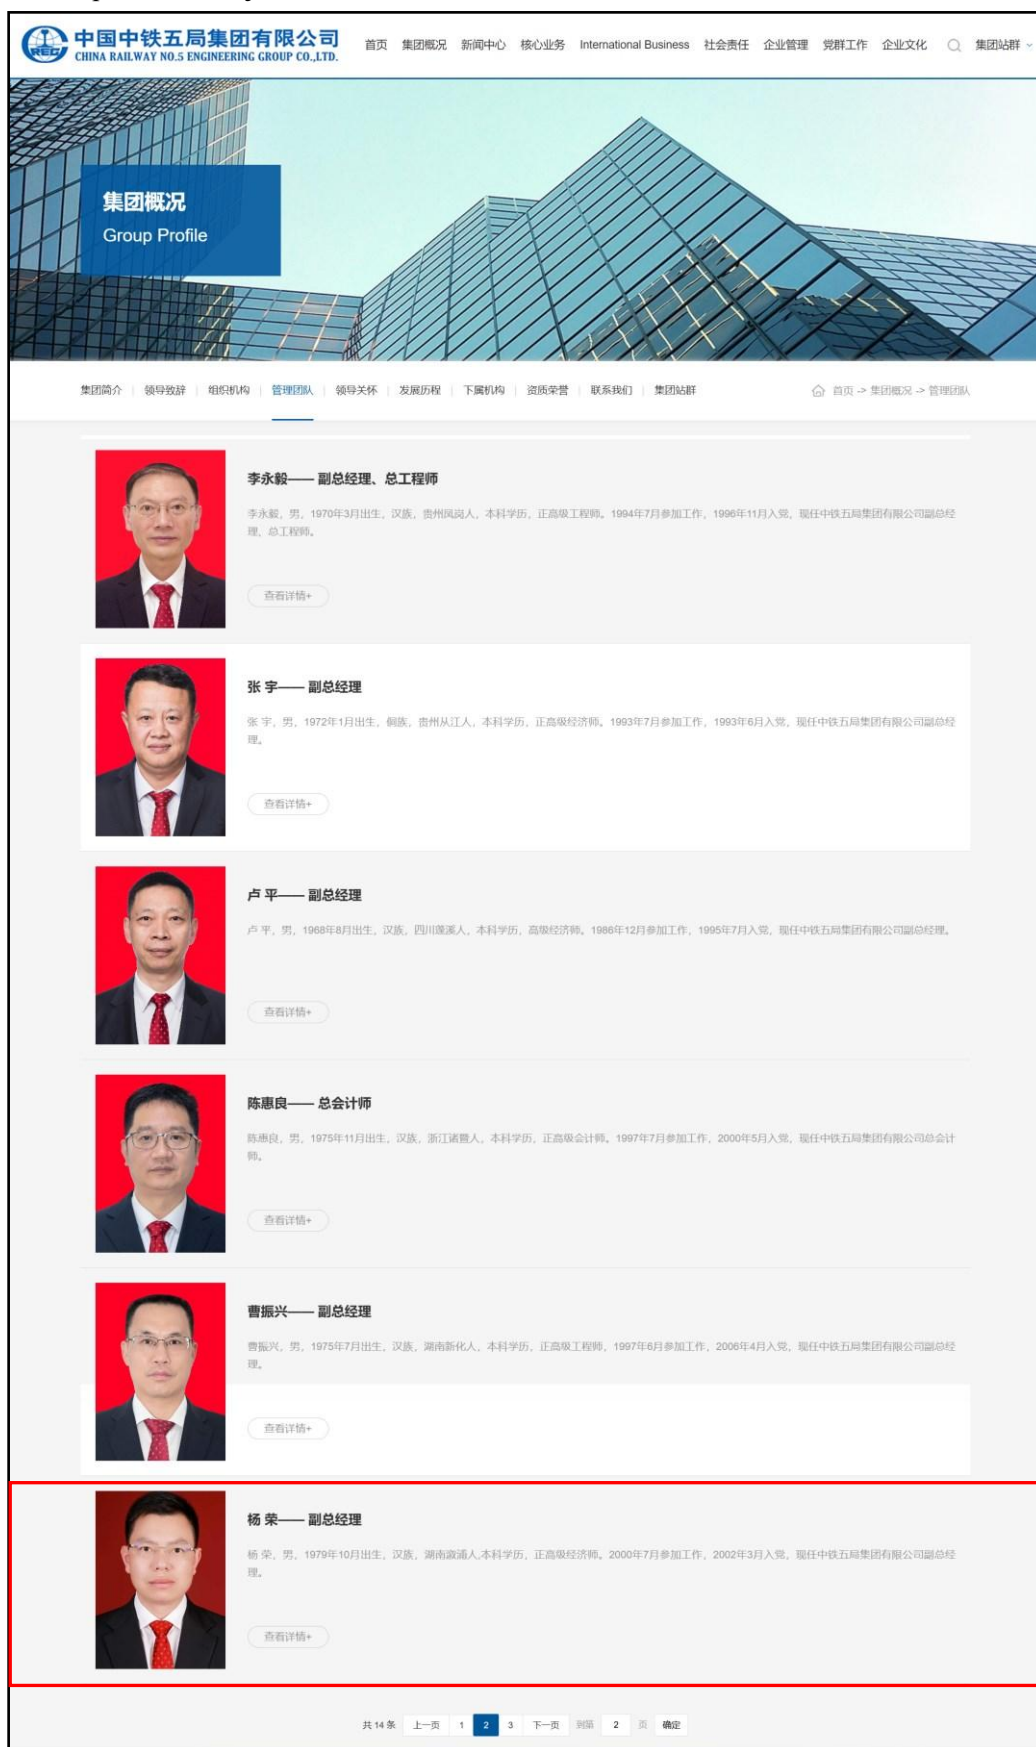 中国中铁五局集团有限公司
CHINA RAILWAY NO.5 ENGINEERING GROUP CO.,LTD.
首页 集团概况 新闻中心 核心业务 International Business 社会责任 企业管理 党群工作 企业文化 集团站群
集团概况
Group Profile
集团简介 领导致辞 组织机构 管理团队 领导关怀 发展历程 下属机构 资质荣誉 联系我们 集团站群 首页 -> 集团概况 -> 管理团队
李永毅—— 副总经理、总工程师
李永毅，男，1970年3月出生，汉族，贵州凤岗人，本科学历，正高级工程师。1994年7月参加工作，1996年11月入党，现任中铁五局集团有限公司副总经
理、总工程师。
查看详情+
张 宇—— 副总经理
张 宇，男，1972年1月出生，侗族，贵州从江人，本科学历，正高级经济师。1993年7月参加工作，1993年6月入党，现任中铁五局集团有限公司副总经
理。
查看详情+
卢 平—— 副总经理
卢 平，男，1968年8月出生，汉族，四川蓬溪人，本科学历，高级经济师。1986年12月参加工作，1995年7月入党，现任中铁五局集团有限公司副总经理。
查看详情+
陈惠良—— 总会计师
陈惠良，男，1975年11月出生，汉族，浙江诸暨人，本科学历，正高级会计师。1997年7月参加工作，2000年5月入党，现任中铁五局集团有限公司总会计
师。
查看详情+
曹振兴—— 副总经理
曹振兴，男，1975年7月出生，汉族，湖南新化人，本科学历，正高级工程师，1997年6月参加工作，2006年4月入党，现任中铁五局集团有限公司副总经
理。
查看详情+
杨 荣—— 副总经理
杨 荣，男，1979年10月出生，汉族，湖南溆浦人,本科学历，正高级经济师。2000年7月参加工作，2002年3月入党，现任中铁五局集团有限公司副总经
理。
查看详情+
共 14 条 上一页 1 2 3 下一页 到第 2 页 确定